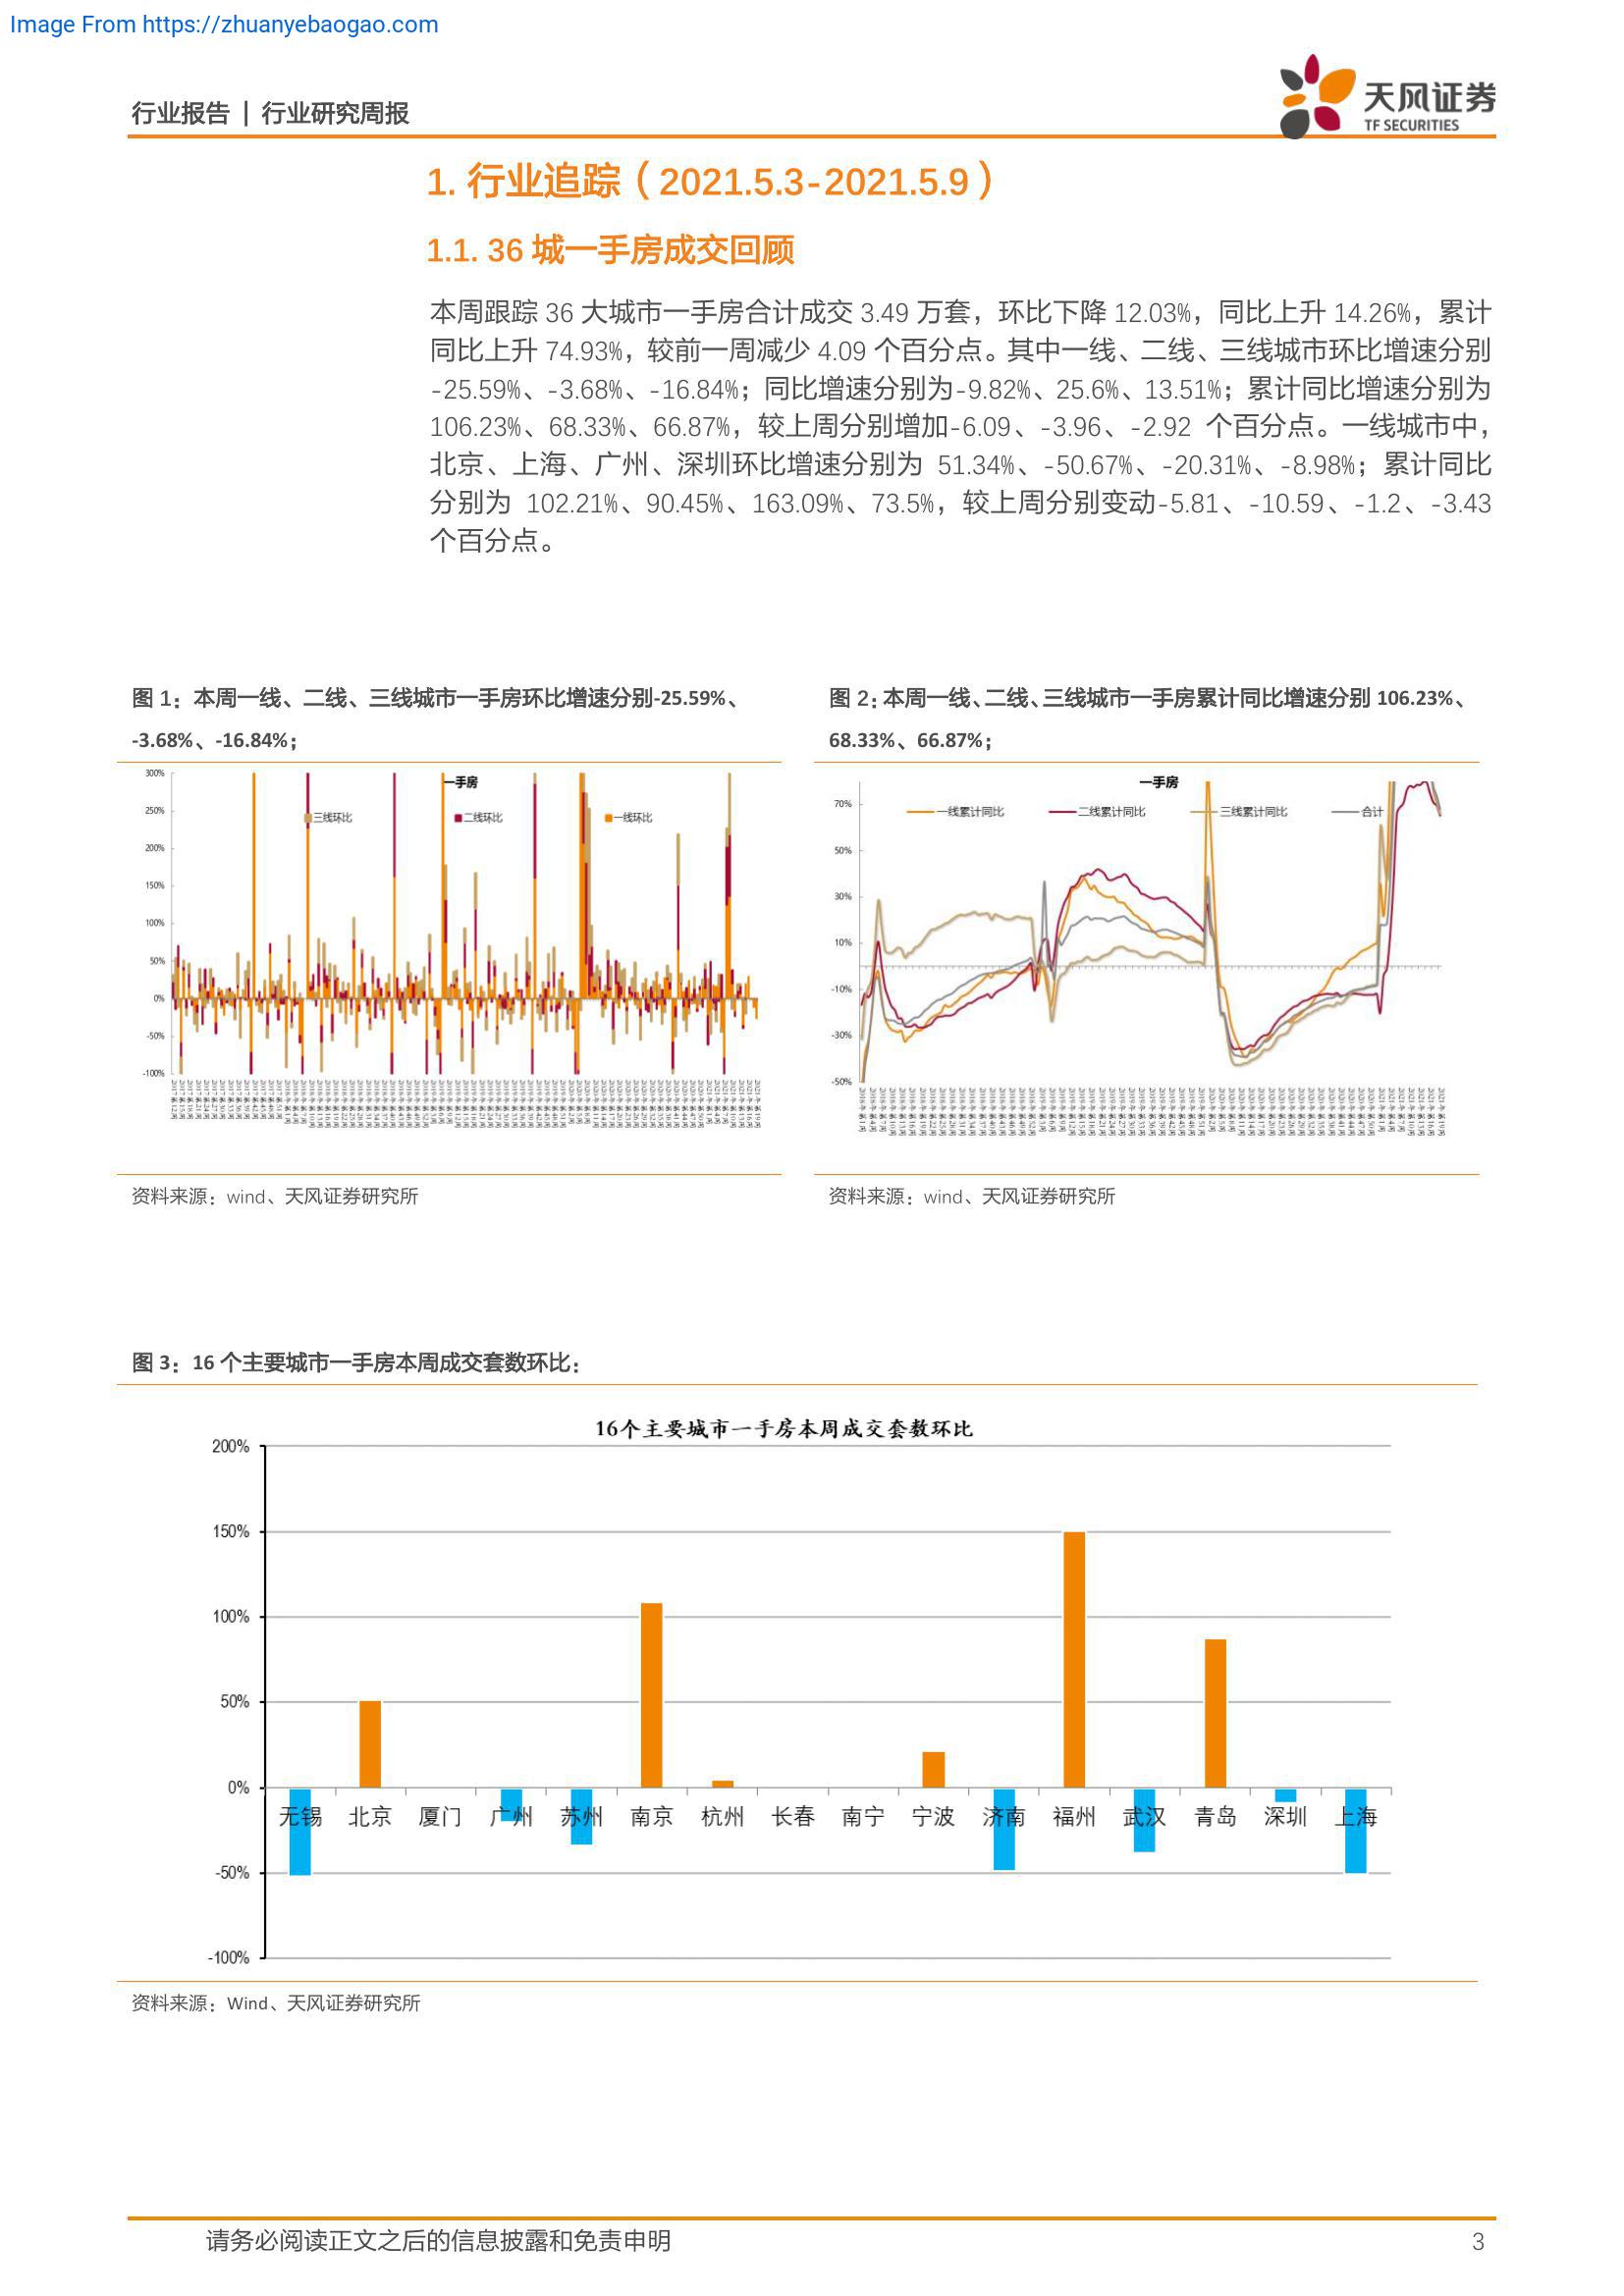 Image From https://zhuanyebaogao.com
行业报告 | 行业研究周报
天风证券
TF SECURITIES
1. 行业追踪（2021.5.3-2021.5.9）
1.1. 36 城一手房成交回顾
本周跟踪 36 大城市一手房合计成交 3.49 万套，环比下降 12.03%，同比上升 14.26%，累计
同比上升 74.93%，较前一周减少 4.09 个百分点。其中一线、二线、三线城市环比增速分别
-25.59%、-3.68%、-16.84%；同比增速分别为-9.82%、25.6%、13.51%；累计同比增速分别为
106.23%、68.33%、66.87%，较上周分别增加-6.09、-3.96、-2.92 个百分点。一线城市中，
北京、上海、广州、深圳环比增速分别为 51.34%、-50.67%、-20.31%、-8.98%；累计同比
分别为 102.21%、90.45%、163.09%、73.5%，较上周分别变动-5.81、-10.59、-1.2、-3.43
个百分点。
图 1：本周一线、二线、三线城市一手房环比增速分别-25.59%、
-3.68%、-16.84%；
一手房
三线环比 二线环比 一线环比
300%
250%
200%
150%
100%
50%
0%
-50%
-100%
资料来源：wind、天风证券研究所
图 2：本周一线、二线、三线城市一手房累计同比增速分别 106.23%、
68.33%、66.87%；
一手房
一线累计同比 二线累计同比 三线累计同比 合计
70%
50%
30%
10%
-10%
-30%
-50%
资料来源：wind、天风证券研究所
图 3：16 个主要城市一手房本周成交套数环比：
16个主要城市一手房本周成交套数环比
200%
150%
100%
50%
0%
-50%
-100%
无锡 北京 厦门 广州 苏州 南京 杭州 长春 南宁 宁波 济南 福州 武汉 青岛 深圳 上海
资料来源：Wind、天风证券研究所
请务必阅读正文之后的信息披露和免责申明 3